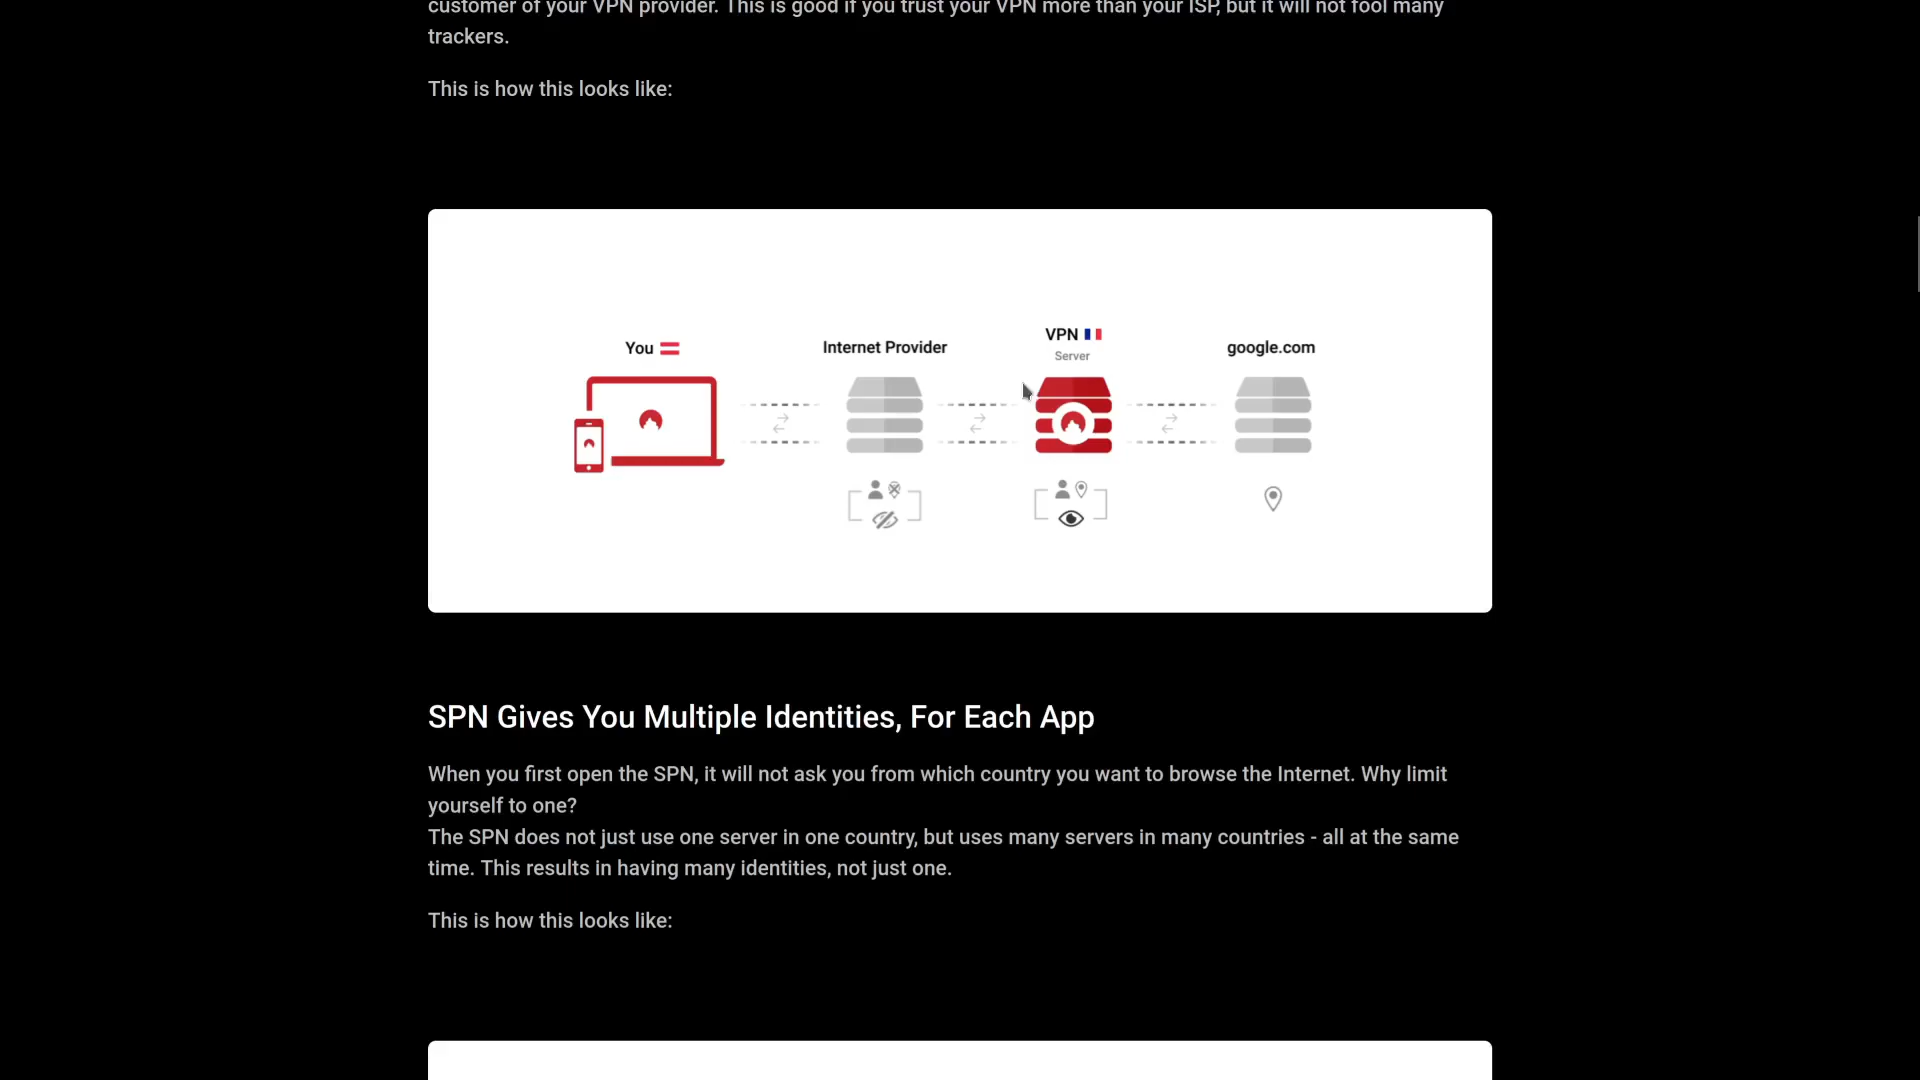 customer of your VPN provider. This is good if you trust your VPN more than your ISP, but it will not fool many
trackers.
This is how this looks like:
You
Internet Provider
VPN
Server
google.com
SPN Gives You Multiple Identities, For Each App
When you first open the SPN, it will not ask you from which country you want to browse the Internet. Why limit
yourself to one?
The SPN does not just use one server in one country, but uses many servers in many countries - all at the same
time. This results in having many identities, not just one.
This is how this looks like: